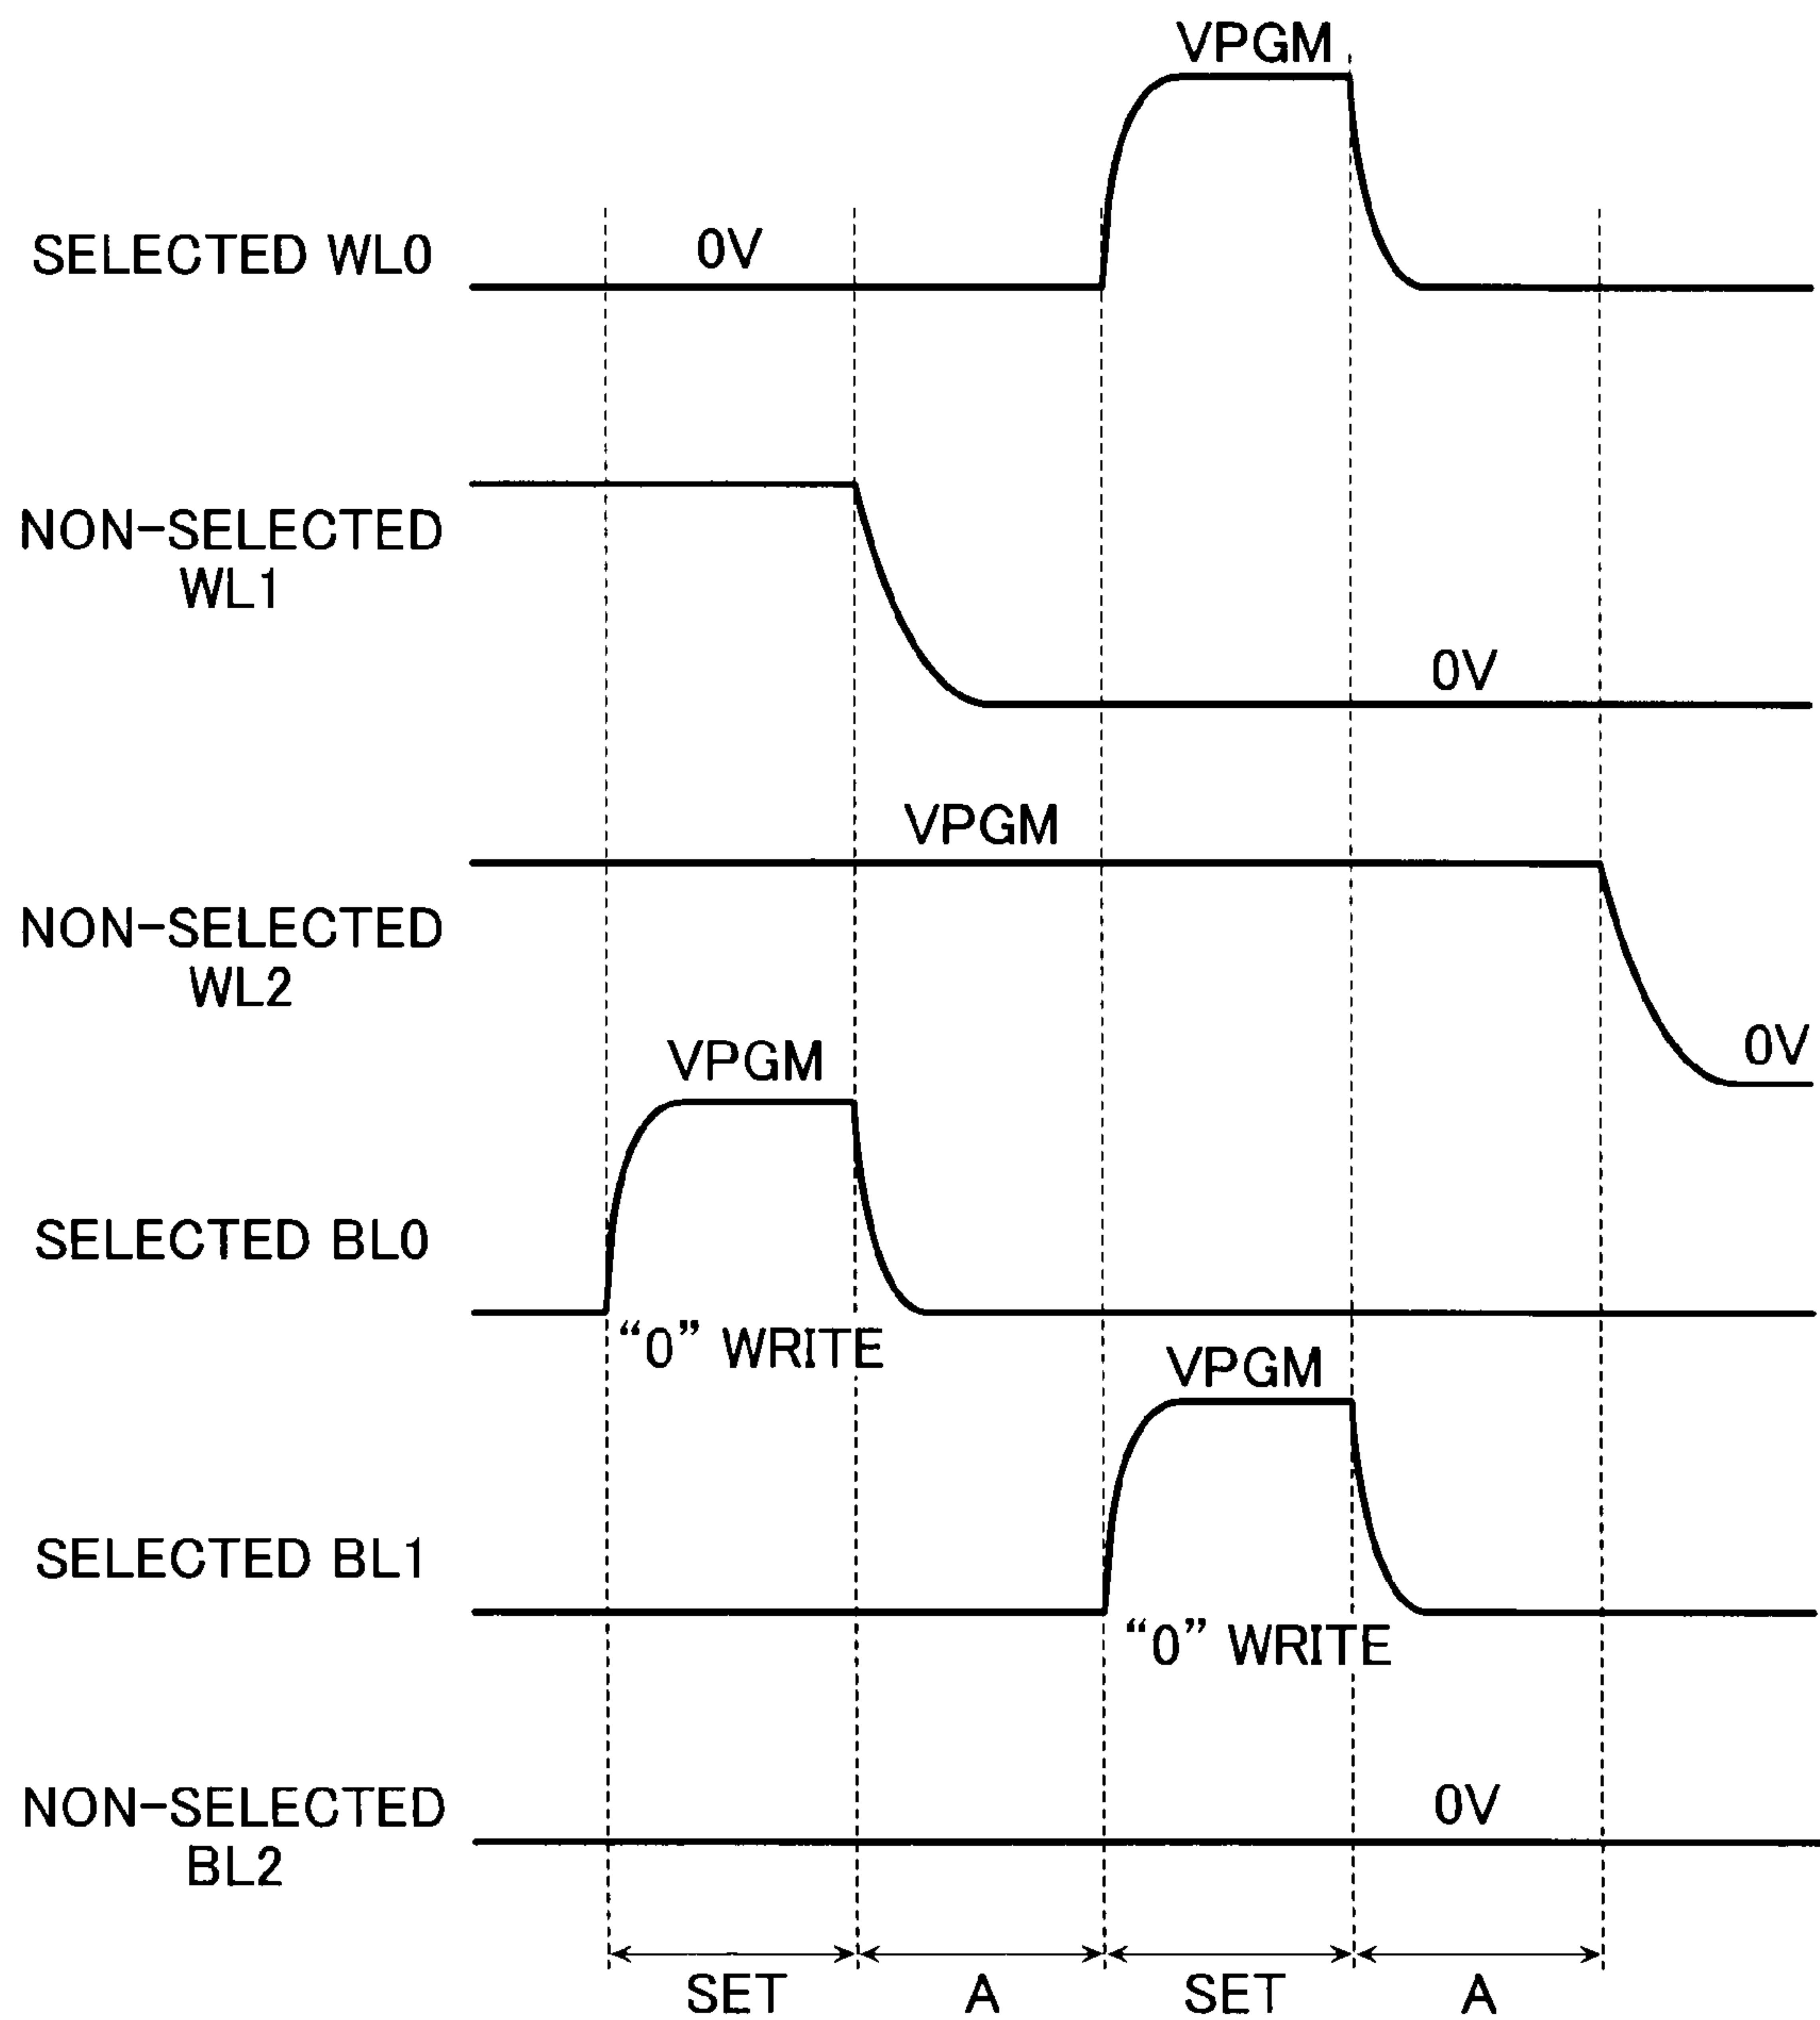 VPGM
SELECTED WL0
0V
NON-SELECTED
WL1
0V
VPGM
NON-SELECTED
WL2
0V
VPGM
SELECTED BL0
“0” WRITE
VPGM
SELECTED BL1
“0” WRITE
NON-SELECTED
BL2
0V
SET
A
SET
A